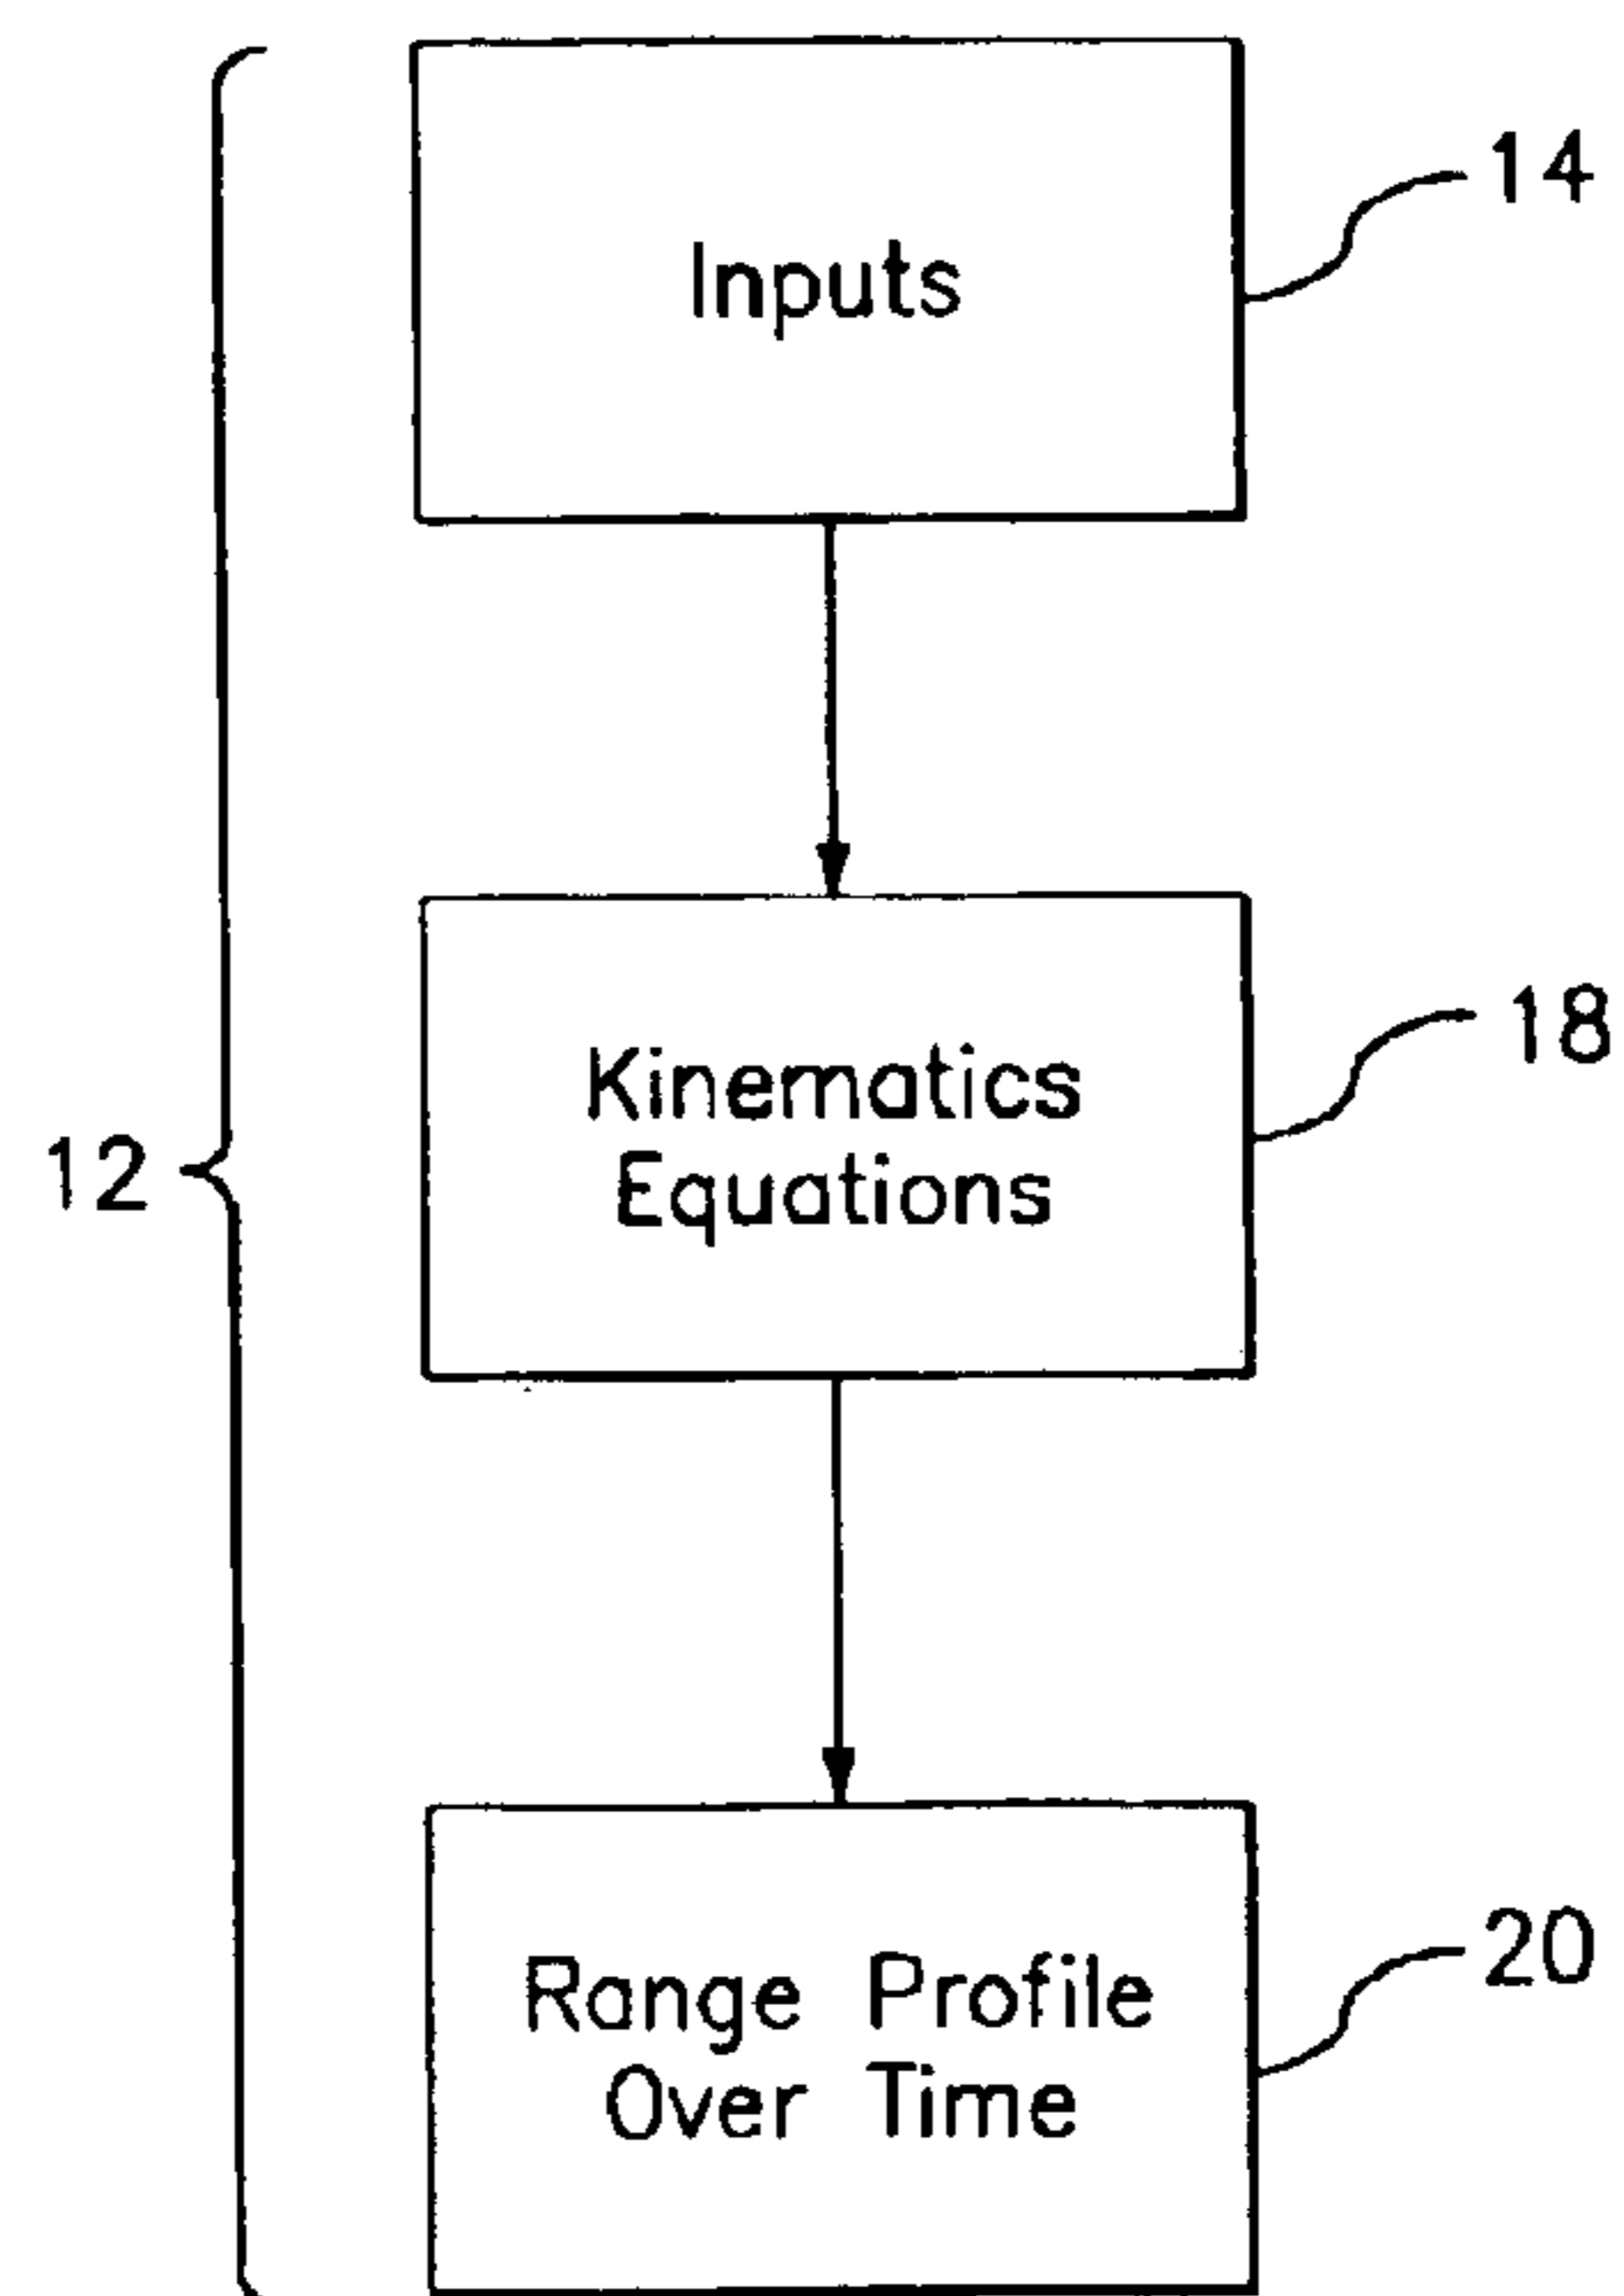 Inputs
14
Kinematics
Equations
18
12
Range Profile
Over Time
20